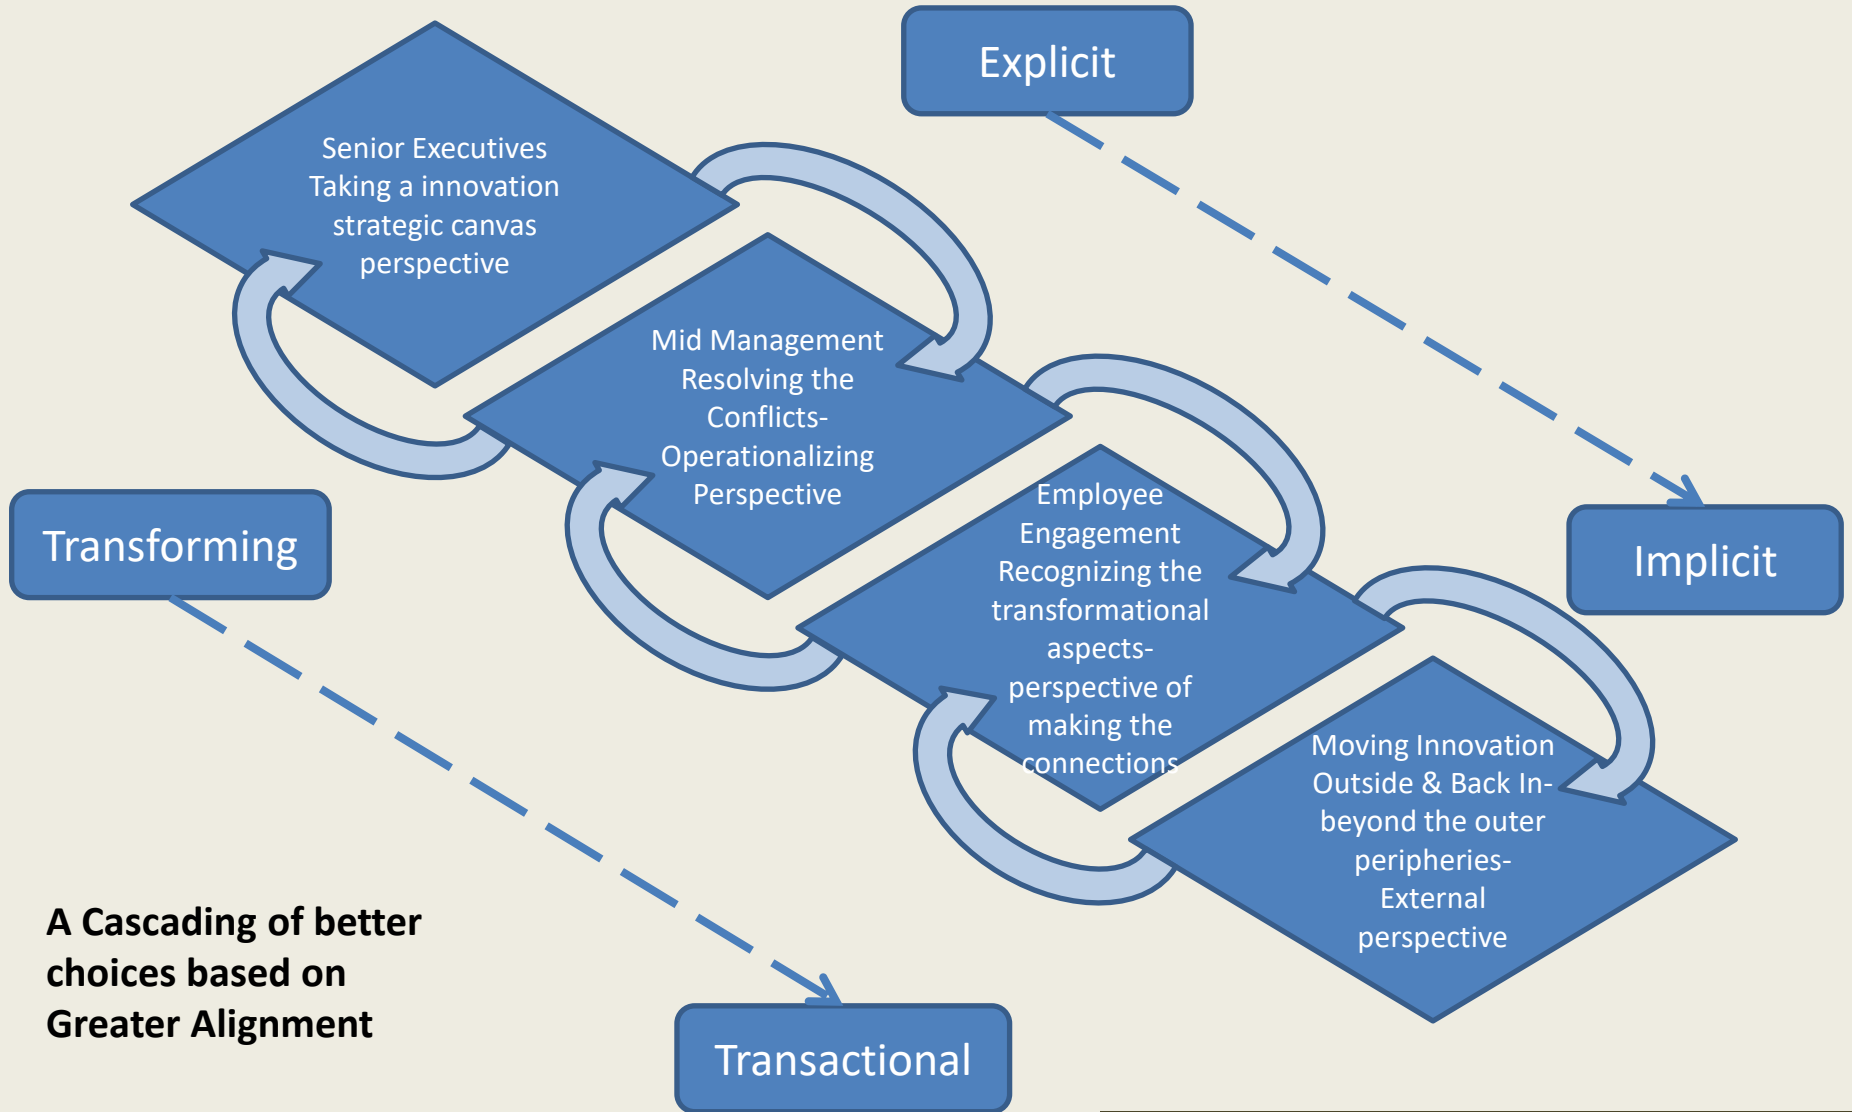 Explicit
Senior Executives
Taking a innovation
strategic canvas
perspective
Mid Management
Resolving the
Conflicts-
Operationalizing
Perspective
Employee
Engagement
Recognizing the
transformational
aspects-
perspective of
making the
connections
Transforming
Implicit
Moving Innovation
Outside & Back In-
beyond the outer
peripheries-
External
perspective
A Cascading of better
choices based on
Greater Alignment
Transactional